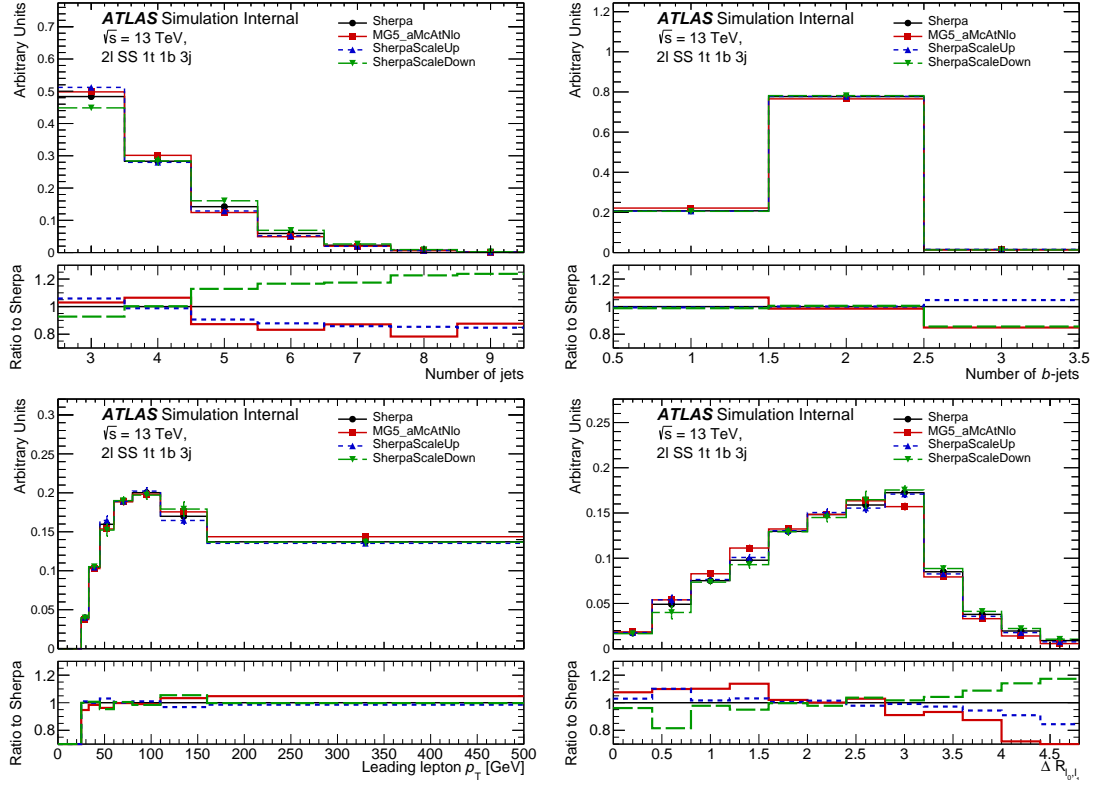 Arbitrary Units
0.7
0.6
0.5
0.4
0.3
0.2
0.1
0
ATLAS Simulation Internal
√s = 13 TeV,
2l SS 1t 1b 3j
Sherpa
MG5_aMcAtNlo
SherpaScaleUp
SherpaScaleDown
Ratio to Sherpa
1.2
1
0.8
3 4 5 6 7 8 9
Number of jets
Arbitrary Units
1.2
1
0.8
0.6
0.4
0.2
0
ATLAS Simulation Internal
√s = 13 TeV,
2l SS 1t 1b 3j
Sherpa
MG5_aMcAtNlo
SherpaScaleUp
SherpaScaleDown
Ratio to Sherpa
1.2
1
0.8
0.5 1 1.5 2 2.5 3 3.5
Number of b-jets
Arbitrary Units
0.3
0.25
0.2
0.15
0.1
0.05
0
ATLAS Simulation Internal
√s = 13 TeV,
2l SS 1t 1b 3j
Sherpa
MG5_aMcAtNlo
SherpaScaleUp
SherpaScaleDown
Ratio to Sherpa
1.2
1
0.8
0 50 100 150 200 250 300 350 400 450 500
Leading lepton pT [GeV]
Arbitrary Units
0.25
0.2
0.15
0.1
0.05
0
ATLAS Simulation Internal
√s = 13 TeV,
2l SS 1t 1b 3j
Sherpa
MG5_aMcAtNlo
SherpaScaleUp
SherpaScaleDown
Ratio to Sherpa
1.2
1
0.8
0 0.5 1 1.5 2 2.5 3 3.5 4 4.5
Δ R